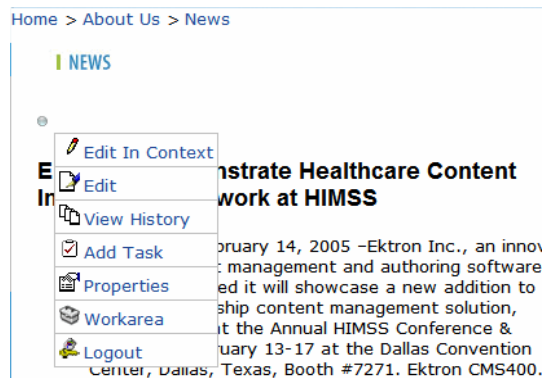 Home > About Us > News
NEWS
Edit In Context
Edit
View History
Add Task
Properties
Workarea
Logout
E nstrate Healthcare Content
In work at HIMSS
bruary 14, 2005 –Ektron Inc., an innov
t management and authoring software
ed it will showcase a new addition to
ship content management solution,
t the Annual HIMSS Conference &
ruary 13-17 at the Dallas Convention
Center, Dallas, Texas, Booth #7271. Ektron CMS400.